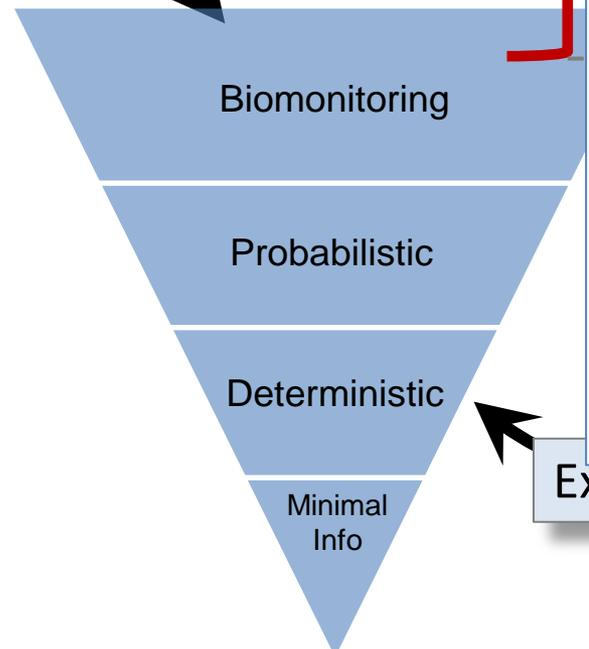 Biomonitoring
Probabilistic
Deterministic
Minimal
Info